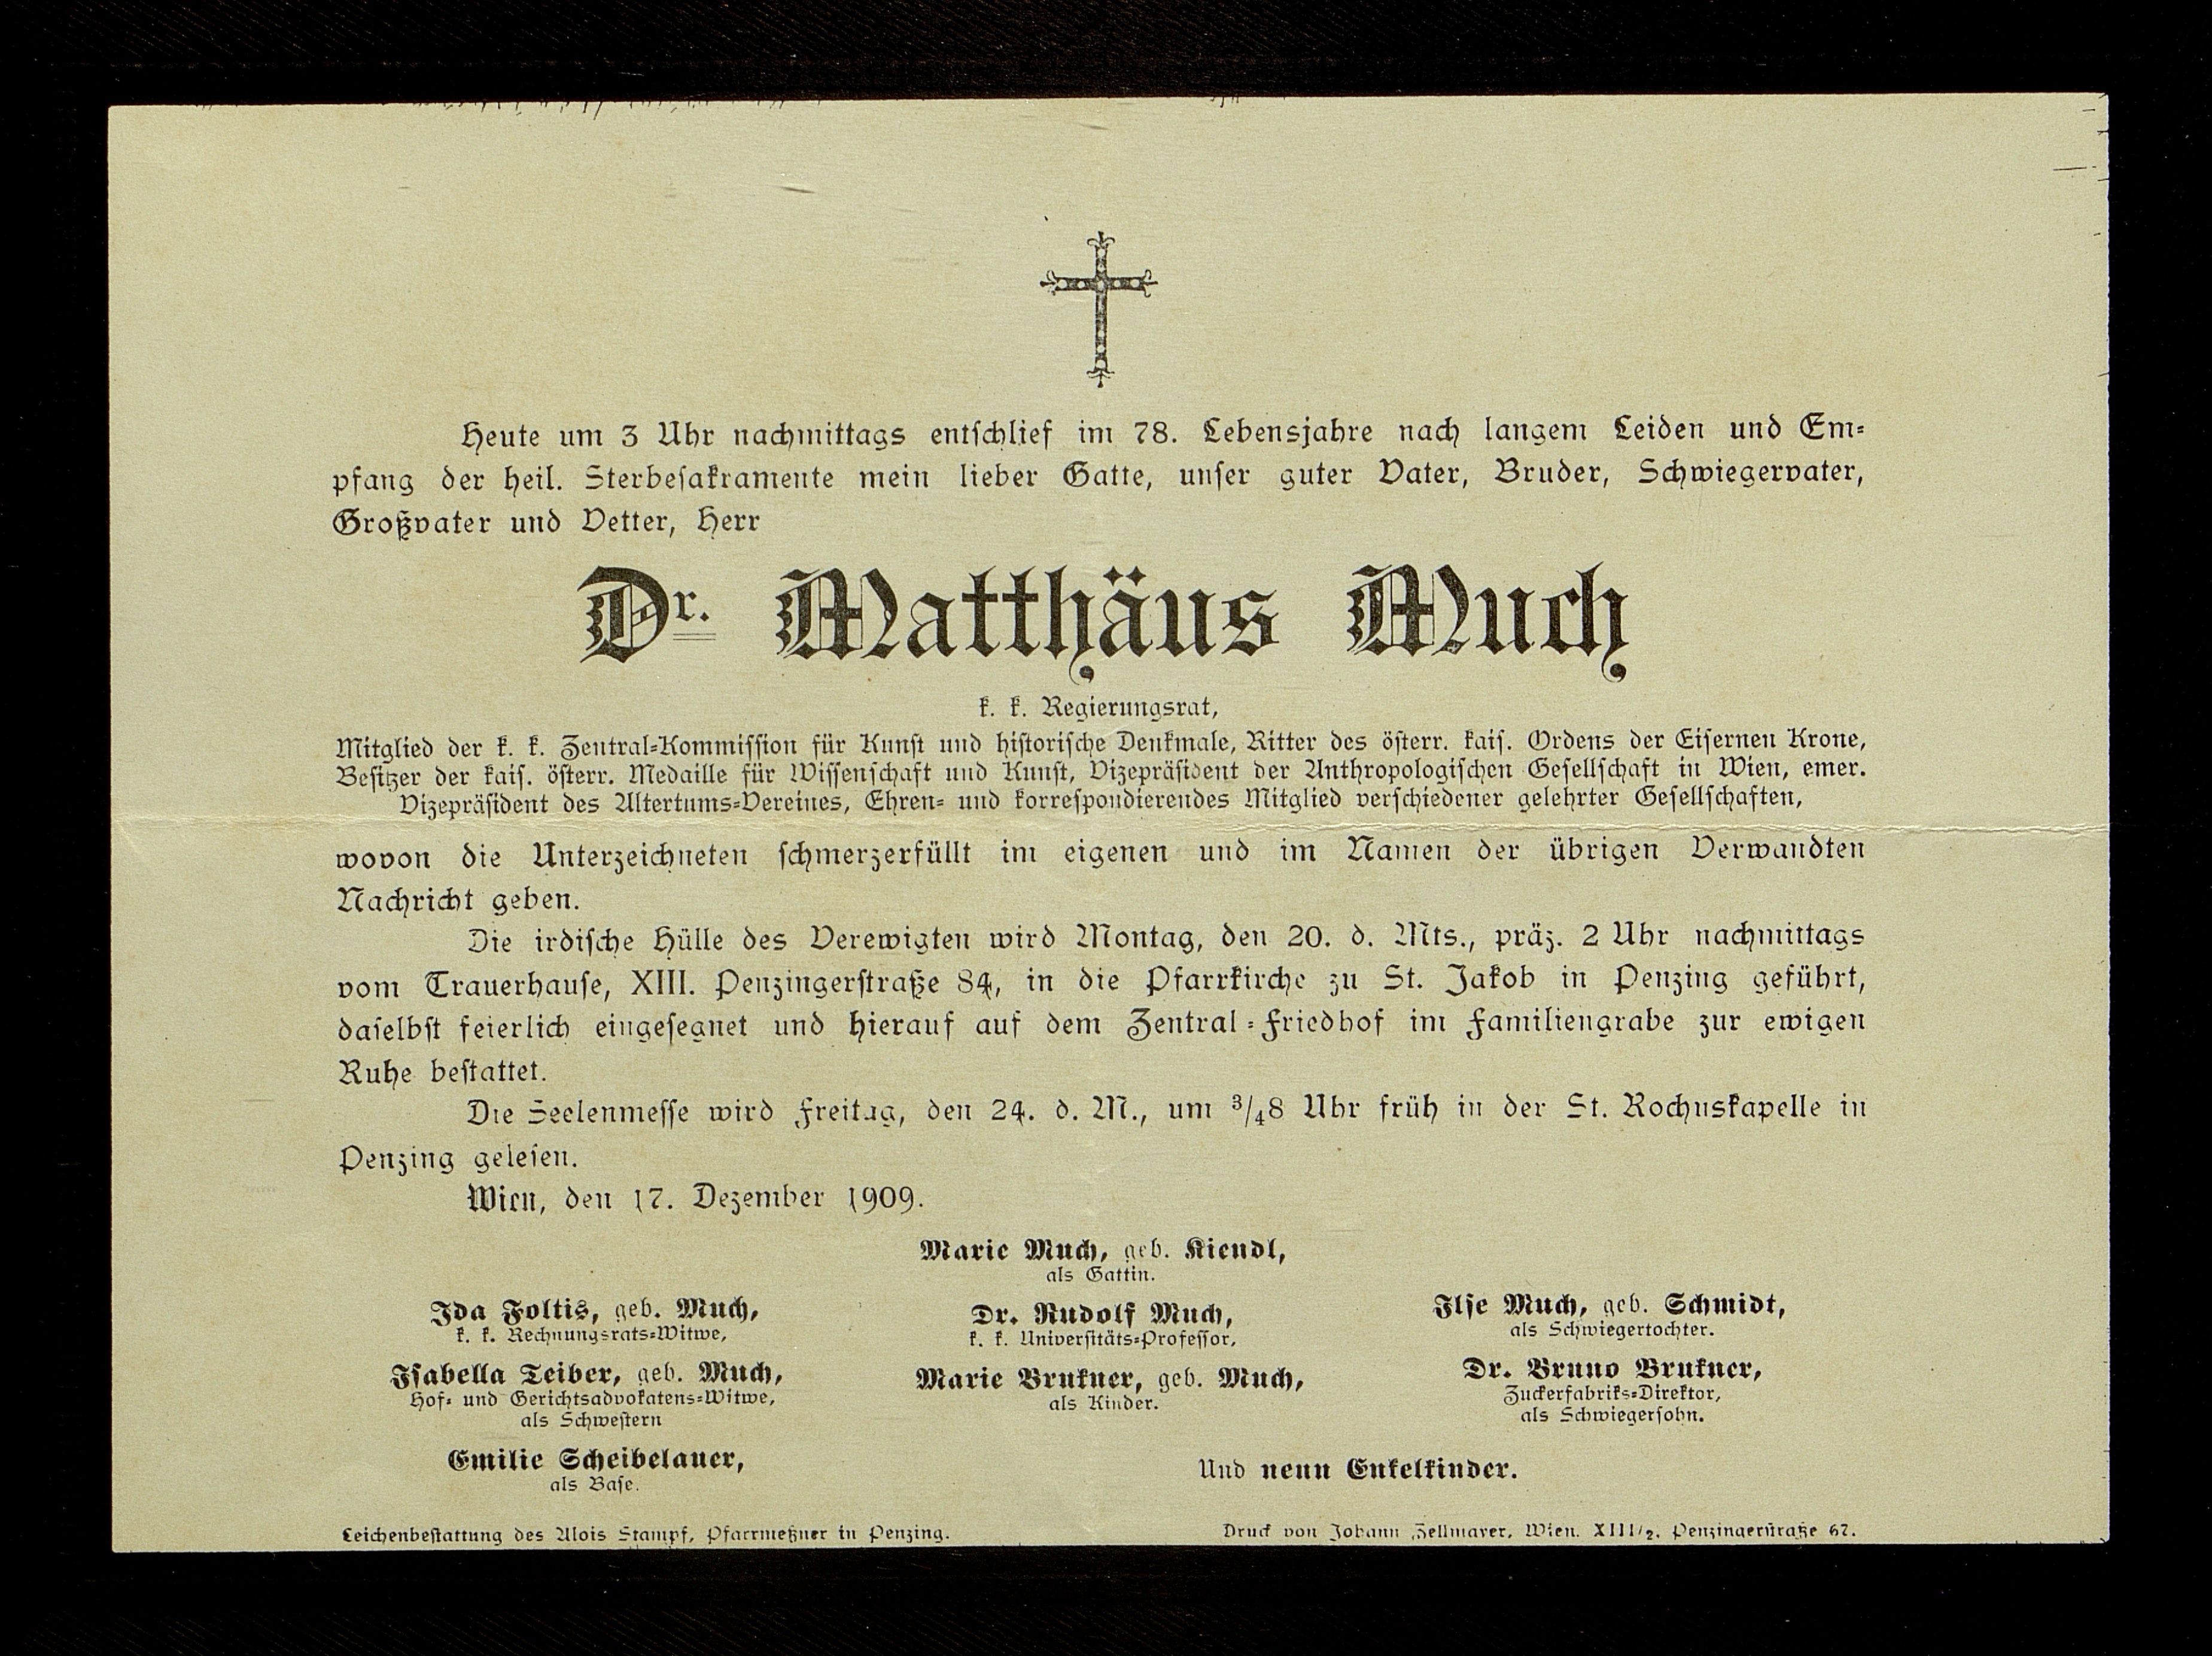 Heute um 3 Uhr nachmittags entschlief im 78. Lebensjahre nach langem Leiden und Em-
pfang der heil. Sterbesakramente mein lieber Gatte, unser guter Vater, Bruder, Schwiegervater,
Großvater und Vetter, Herr
Dr. Matthäus Much
k. k. Regierungsrat,
Mitglied der k. k. Zentral-Kommission für Kunst und historische Denkmale, Ritter des österr. kais. Ordens der Eisernen Krone,
Besitzer der kais. österr. Medaille für Wissenschaft und Kunst, Vizepräsident der Anthropologischen Gesellschaft in Wien, emer.
Vizepräsident des Altertums-Vereines, Ehren- und korrespondierendes Mitglied verschiedener gelehrter Gesellschaften,
wovon die Unterzeichneten schmerzerfüllt im eigenen und im Namen der übrigen Verwandten
Nachricht geben.
Die irdische Hülle des Verewigten wird Montag, den 20. d. Mts., präz. 2 Uhr nachmittags
vom Trauerhause, XIII. Penzingerstraße 84, in die Pfarrkirche zu St. Jakob in Penzing geführt,
daselbst feierlich eingesegnet und hierauf auf dem Zentral-Friedhof im Familiengrabe zur ewigen
Ruhe bestattet.
Die Seelenmesse wird Freitag, den 24. d. M., um 3/48 Uhr früh in der St. Rochuskapelle in
Penzing gelesen.
Wien, den 17. Dezember 1909.
Marie Much, geb. Kiendl,
als Gattin.
Ida Foltis, geb. Much,
k. k. Rechnungsrats-Witwe,
Isabella Teiber, geb. Much,
Hof- und Gerichtsadvokatens-Witwe,
als Schwestern
Emilie Scheibelauer,
als Base.
Dr. Rudolf Much,
k. k. Universitäts-Professor,
Marie Brukner, geb. Much,
als Kinder.
Ilse Much, geb. Schmidt,
als Schwiegertochter.
Dr. Bruno Brukner,
Zuckerfabriks-Direktor,
als Schwiegersohn.
Und neun Enkelkinder.
Leichenbestattung des Alois Stampf, Pfarrmeßner in Penzing.
Druck von Johann Zellmayer, Wien, XIII/2, Penzingerstraße 67.